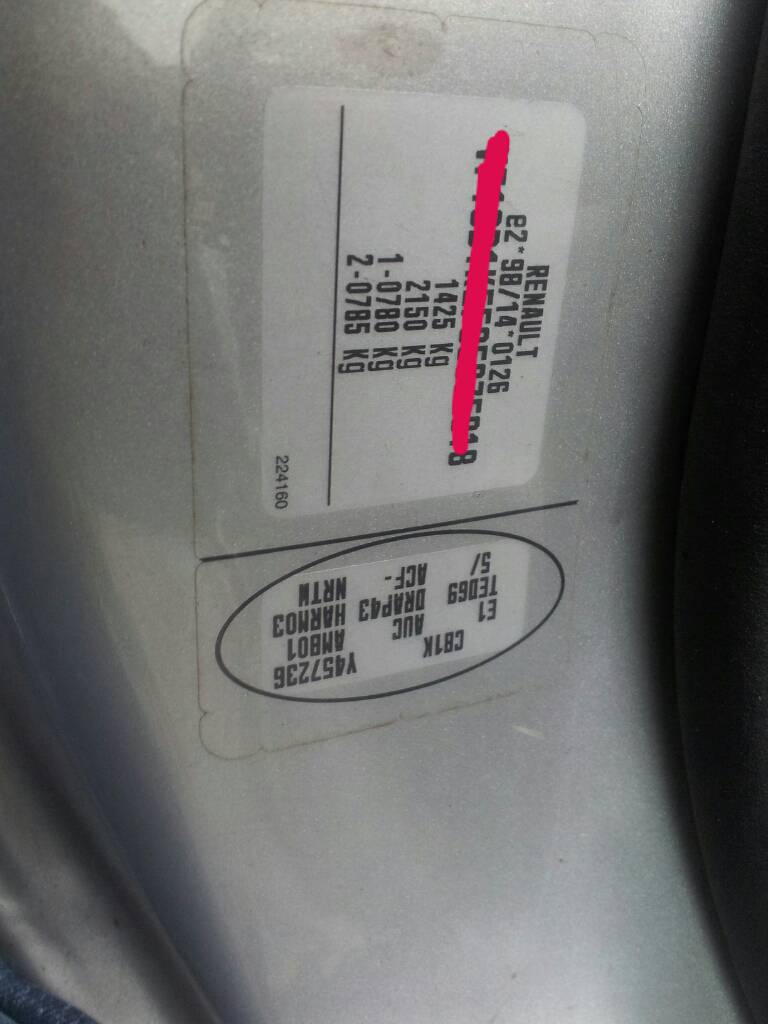 RENAULT
e2*98/14*0126
1425 Kg
2150 Kg
1-0780 Kg
2-0785 Kg
224160
CB1K Y457236
E1 AUC AMB01
TED69 DRAP43 HARM03
5/ ACF- NRTW